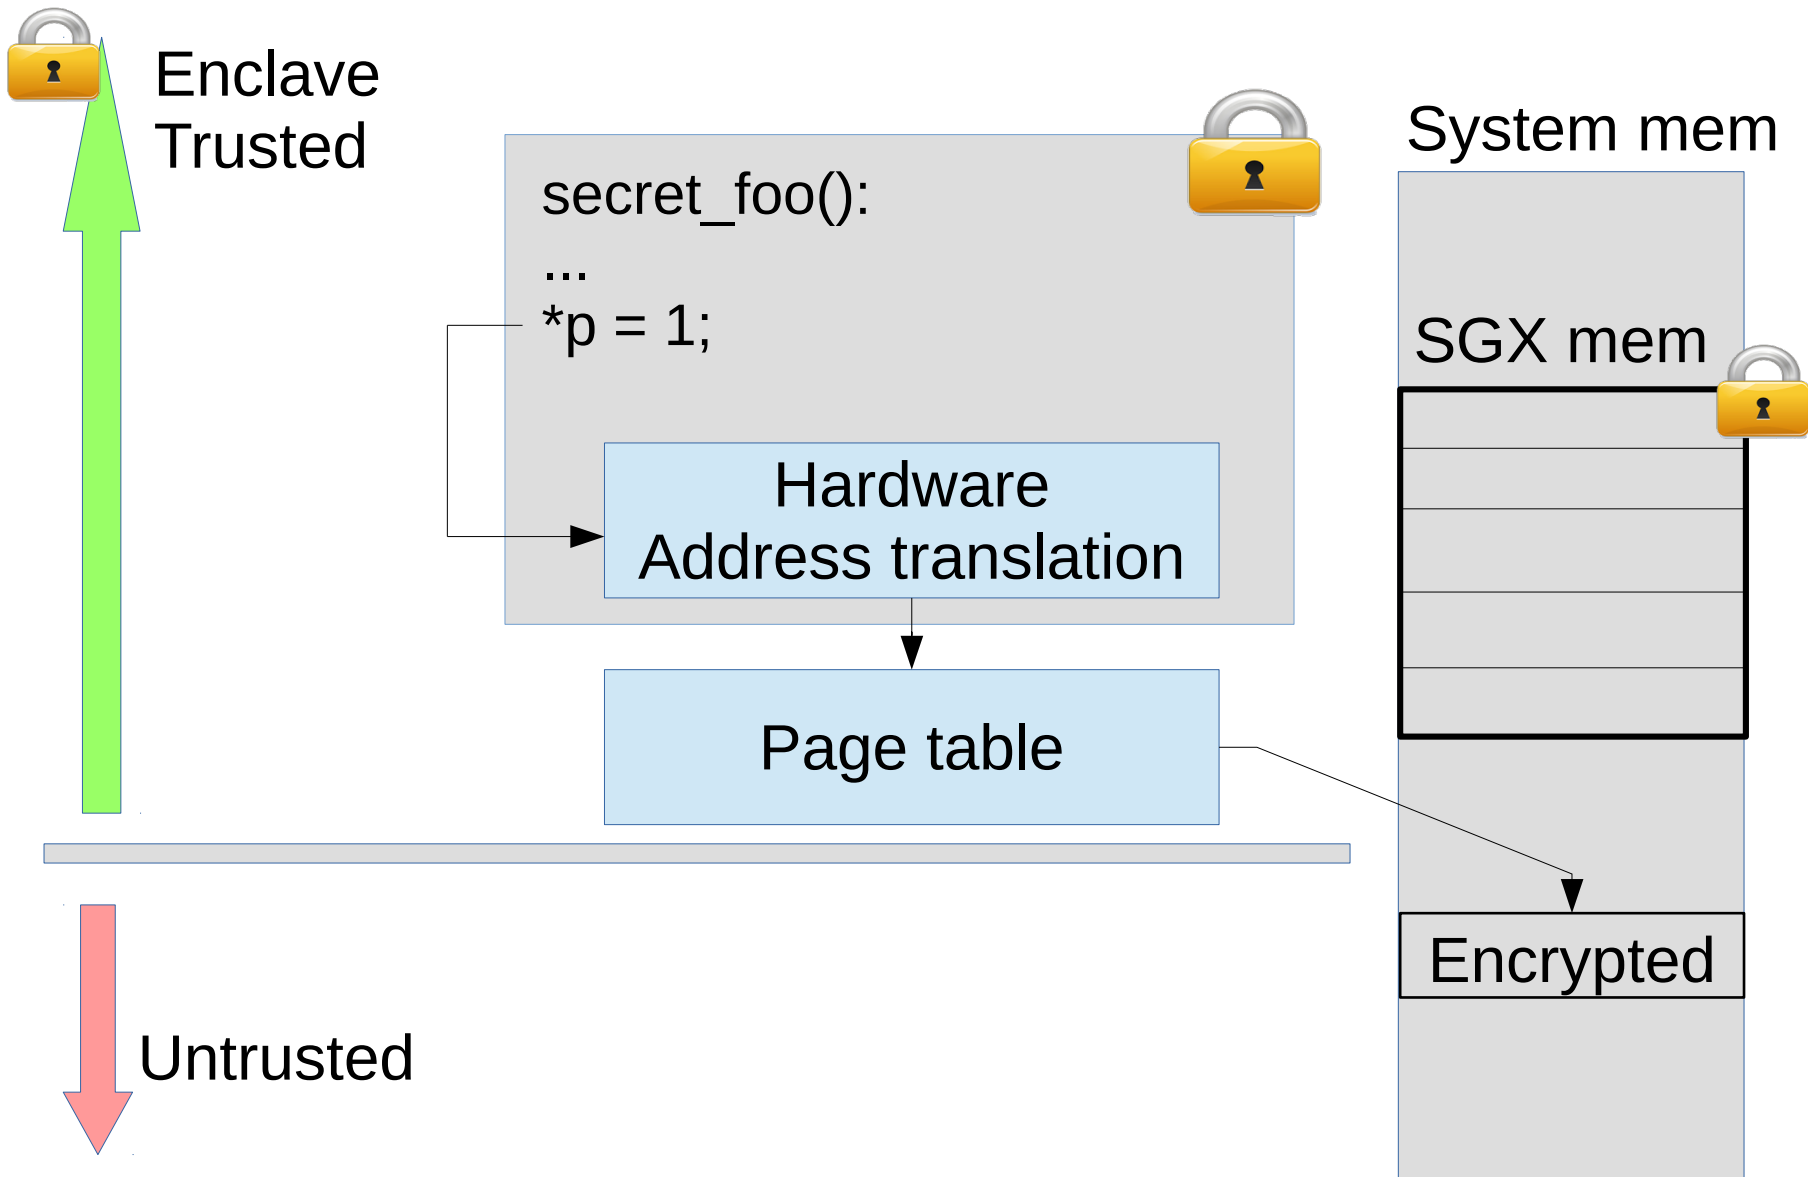 Enclave
Trusted
secret_foo():
...
*p = 1;
Hardware
Address translation
Page table
System mem
SGX mem
Encrypted
Untrusted